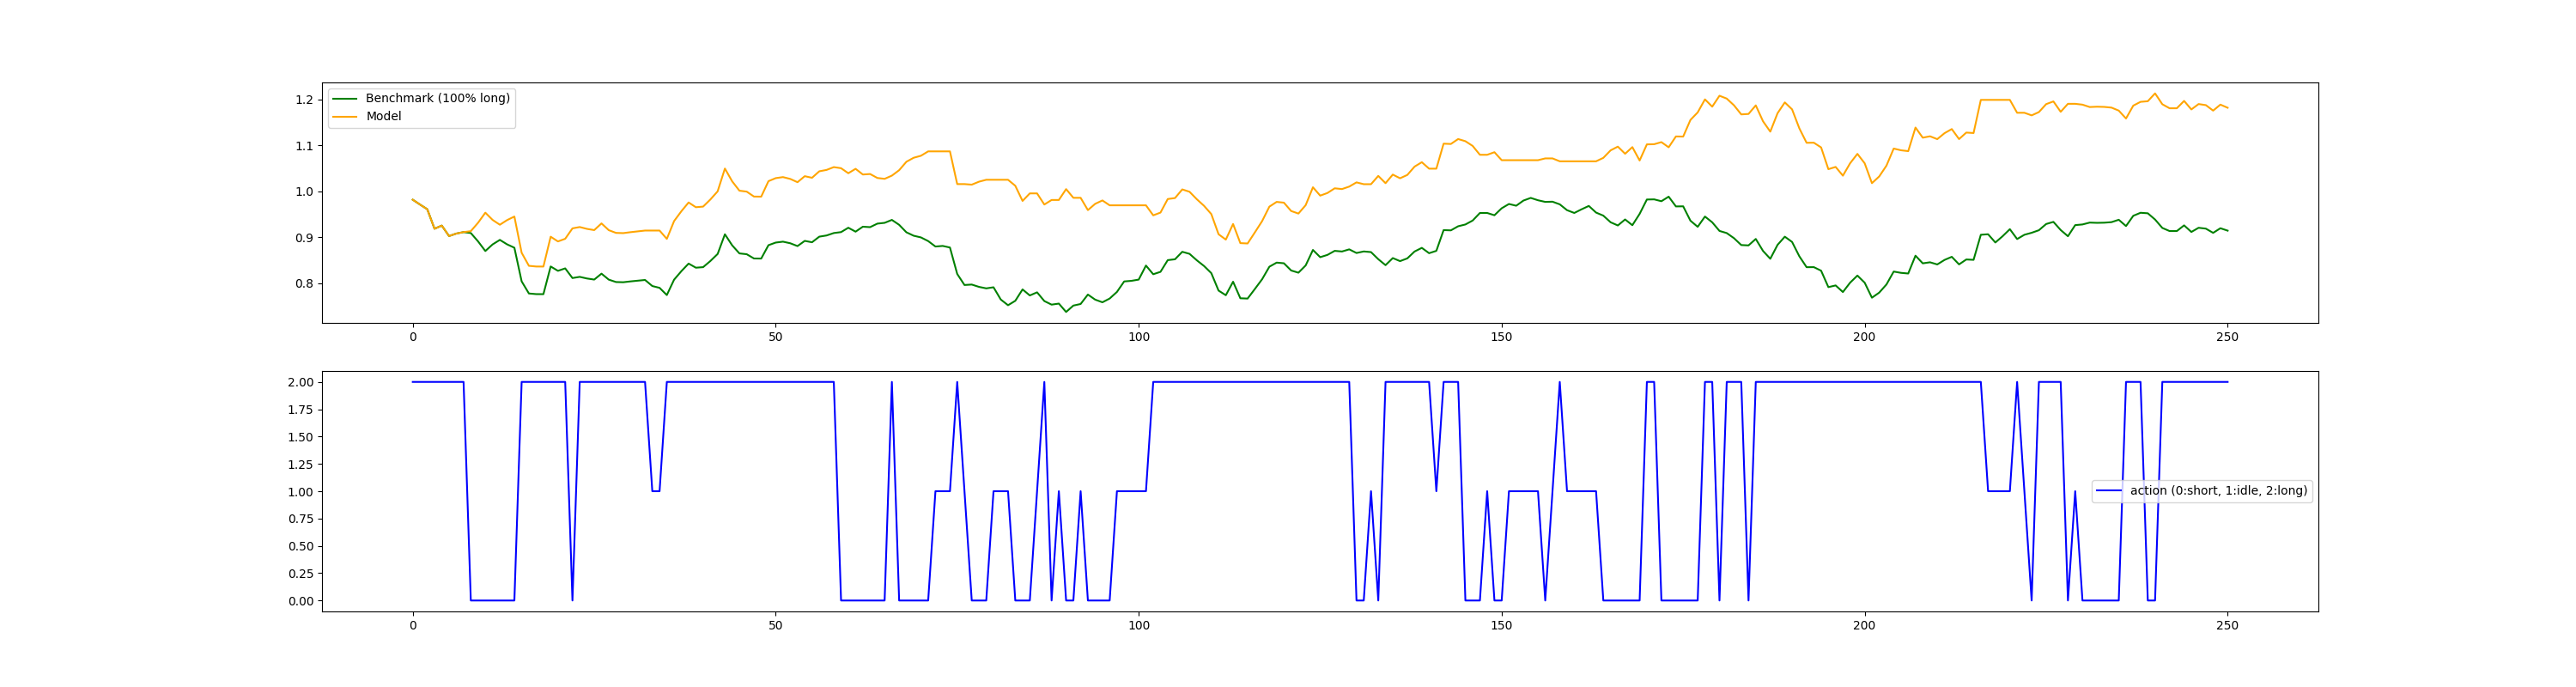 Benchmark (100% long)
Model
1.2
1.1
1.0
0.9
0.8
0 50 100 150 200 250
2.00
1.75
1.50
1.25
1.00
0.75
0.50
0.25
0.00
action (0:short, 1:idle, 2:long)
0 50 100 150 200 250